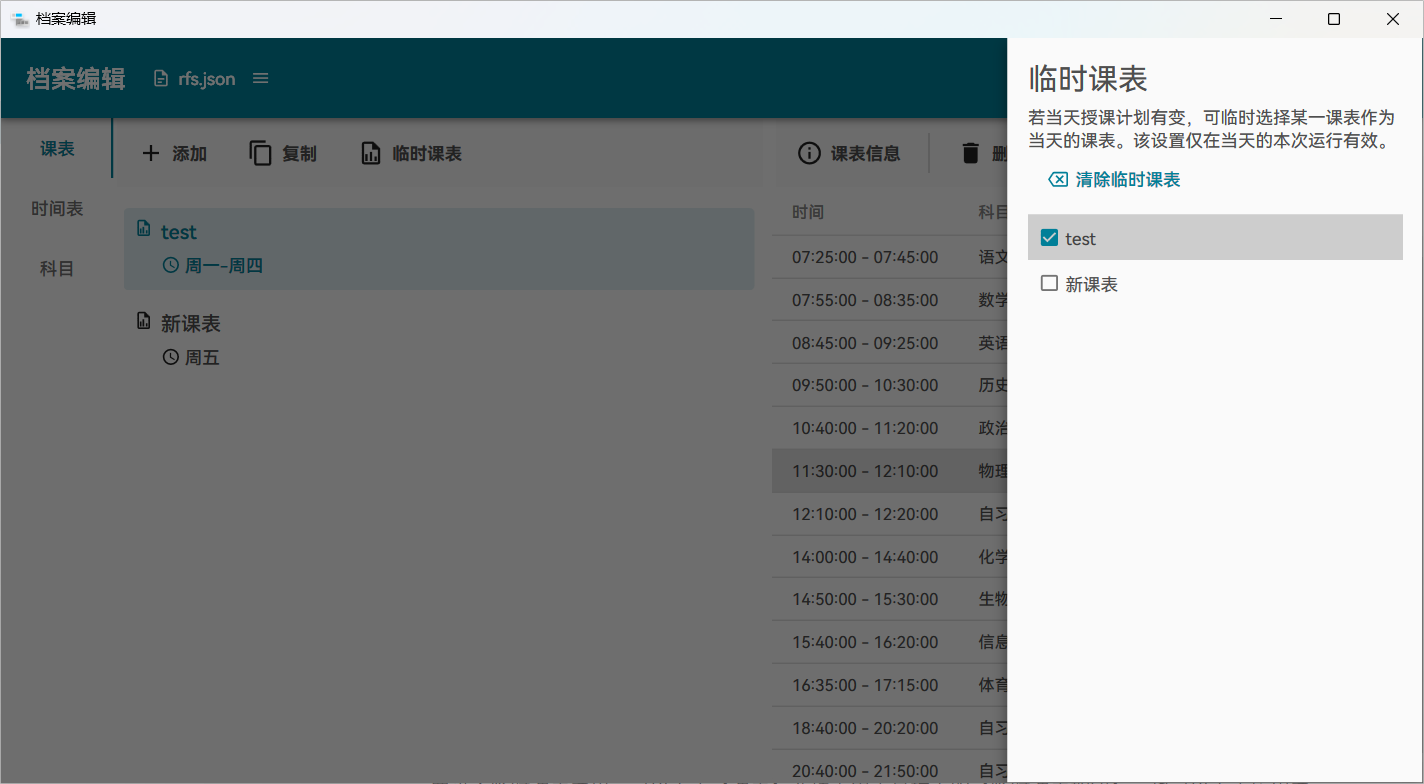 档案编辑
档案编辑 rfs.json
课表
时间表
科目
添加 复制 临时课表
test
周一-周四
新课表
周五
课表信息
时间 科目
07:25:00 - 07:45:00 语文
07:55:00 - 08:35:00 数学
08:45:00 - 09:25:00 英语
09:50:00 - 10:30:00 历史
10:40:00 - 11:20:00 政治
11:30:00 - 12:10:00 物理
12:10:00 - 12:20:00 自习
14:00:00 - 14:40:00 化学
14:50:00 - 15:30:00 生物
15:40:00 - 16:20:00 信息
16:35:00 - 17:15:00 体育
18:40:00 - 20:20:00 自习
20:40:00 - 21:50:00 自习
临时课表
若当天授课计划有变，可临时选择某一课表作为
当天的课表。该设置仅在当天的本次运行有效。
清除临时课表
test
新课表